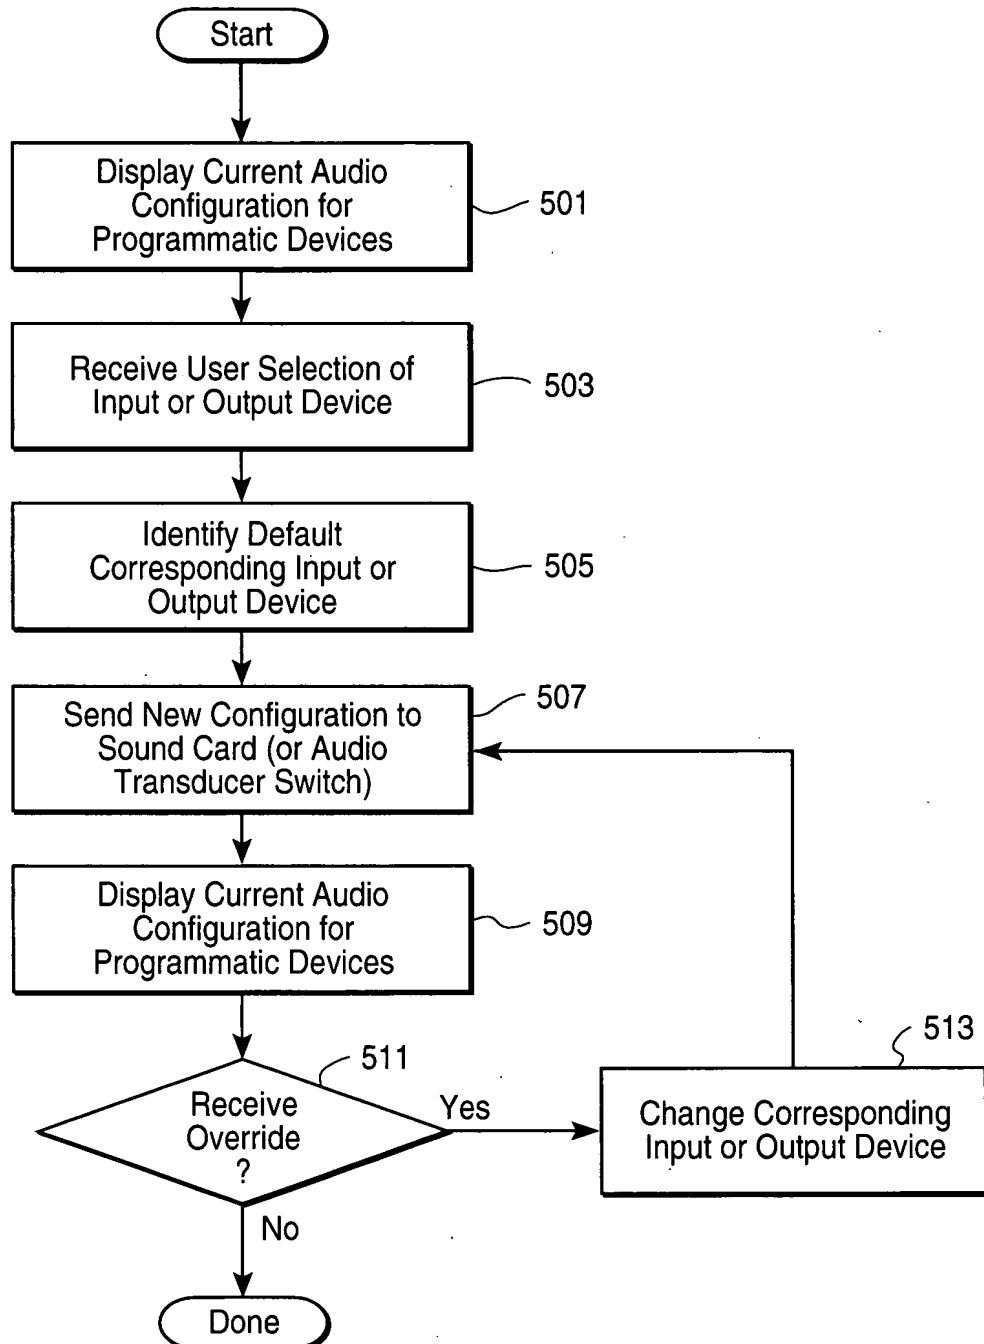 Start
Display Current Audio
Configuration for
Programmatic Devices
501
Receive User Selection of
Input or Output Device
503
Identify Default
Corresponding Input or
Output Device
505
Send New Configuration to
Sound Card (or Audio
Transducer Switch)
507
Display Current Audio
Configuration for
Programmatic Devices
509
Receive
Override
?
511
Yes
Change Corresponding
Input or Output Device
513
No
Done